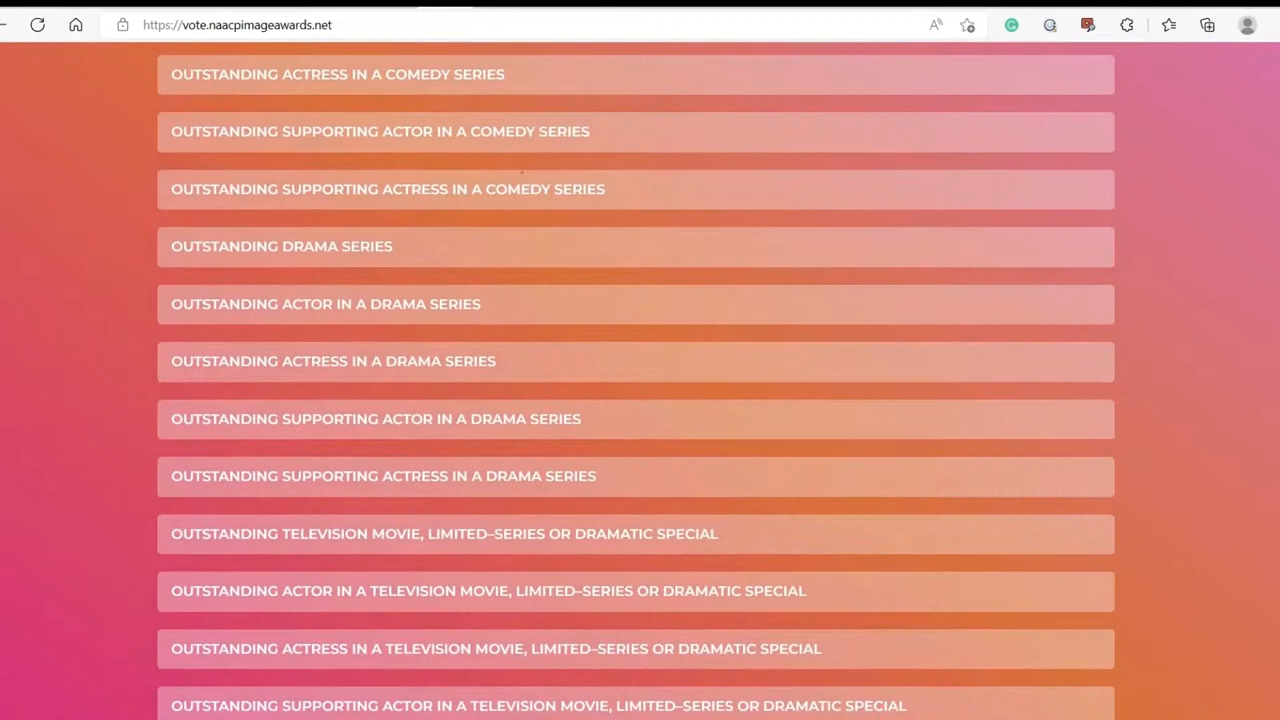 https://vote.naacpimageawards.net
OUTSTANDING ACTRESS IN A COMEDY SERIES
OUTSTANDING SUPPORTING ACTOR IN A COMEDY SERIES
OUTSTANDING SUPPORTING ACTRESS IN A COMEDY SERIES
OUTSTANDING DRAMA SERIES
OUTSTANDING ACTOR IN A DRAMA SERIES
OUTSTANDING ACTRESS IN A DRAMA SERIES
OUTSTANDING SUPPORTING ACTOR IN A DRAMA SERIES
OUTSTANDING SUPPORTING ACTRESS IN A DRAMA SERIES
OUTSTANDING TELEVISION MOVIE, LIMITED–SERIES OR DRAMATIC SPECIAL
OUTSTANDING ACTOR IN A TELEVISION MOVIE, LIMITED–SERIES OR DRAMATIC SPECIAL
OUTSTANDING ACTRESS IN A TELEVISION MOVIE, LIMITED–SERIES OR DRAMATIC SPECIAL
OUTSTANDING SUPPORTING ACTOR IN A TELEVISION MOVIE, LIMITED–SERIES OR DRAMATIC SPECIAL